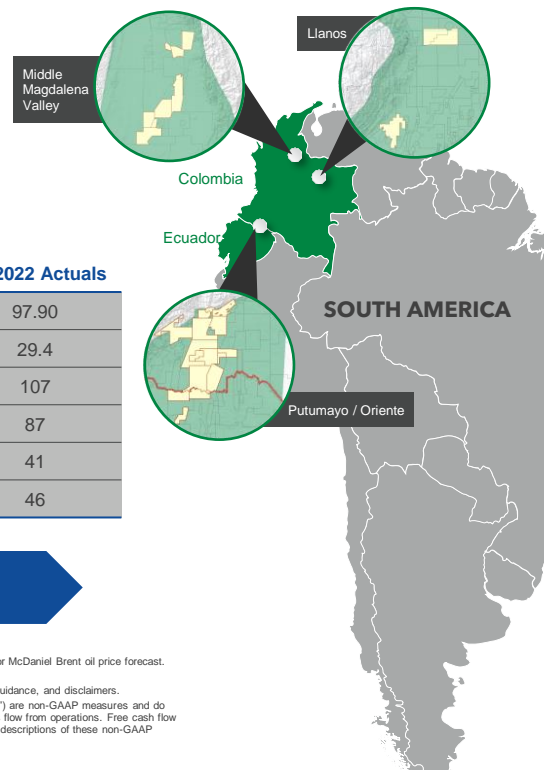 Llanos
Middle
Magdalena
Valley
Colombia
Ecuador
2022 Actuals
97.90
29.4
107
87
41
46
SOUTH AMERICA
Putumayo / Oriente
or McDaniel Brent oil price forecast.
uidance, and disclaimers.
") are non-GAAP measures and do
flow from operations. Free cash flow
descriptions of these non-GAAP